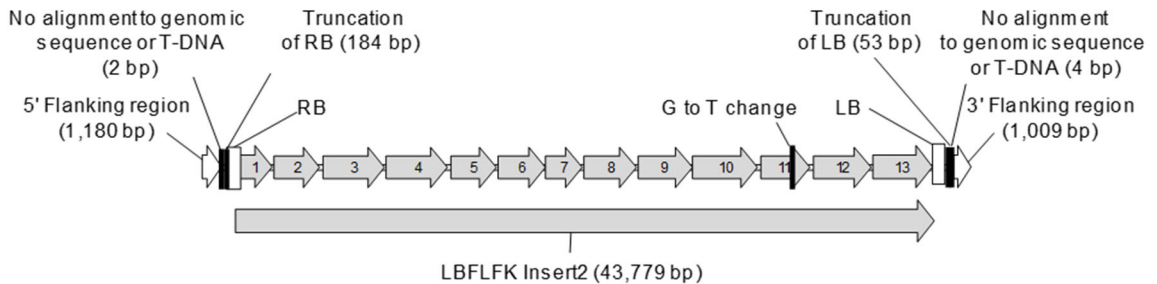 No alignment to genomic
sequence or T-DNA
(2 bp)
Truncation
of RB (184 bp)
Truncation
of LB (53 bp)
No alignment
to genomic sequence
or T-DNA (4 bp)
5' Flanking region
(1,180 bp)
RB
G to T change
LB
3' Flanking region
(1,009 bp)
1 2 3 4 5 6 7 8 9 10 11 12 13
LBFLFK Insert2 (43,779 bp)